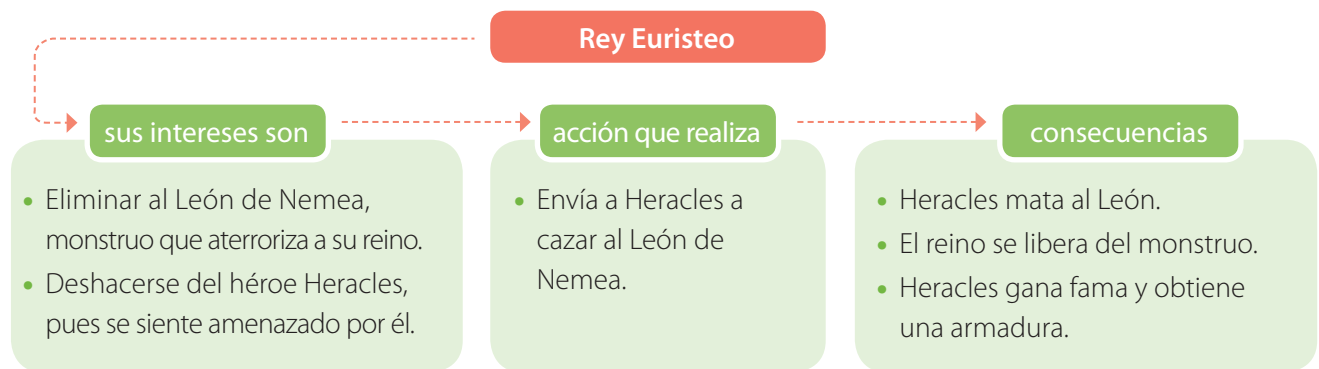 Rey Euristeo
sus intereses son
• Eliminar al León de Nemea,
monstruo que aterroriza a su reino.
• Deshacerse del héroe Heracles,
pues se siente amenazado por él.
acción que realiza
• Envía a Heracles a
cazar al León de
Nemea.
consecuencias
• Heracles mata al León.
• El reino se libera del monstruo.
• Heracles gana fama y obtiene
una armadura.